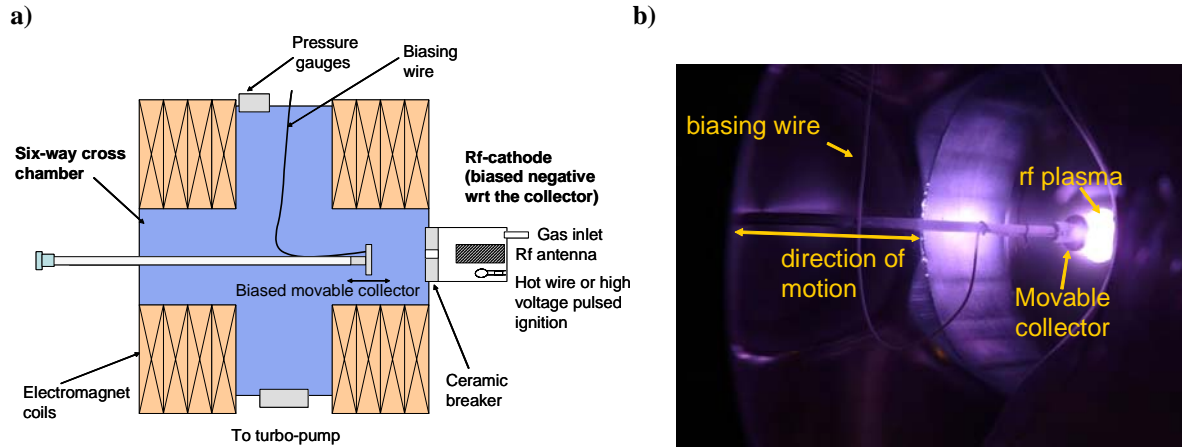 a)
Pressure
gauges
Biasing
wire
Six-way cross
chamber
Rf-cathode
(biased negative
wrt the collector)
Gas inlet
Rf antenna
Hot wire or high
voltage pulsed
ignition
Biased movable collector
Electromagnet
coils
Ceramic
breaker
To turbo-pump
b)
biasing wire
rf plasma
direction of
motion
Movable
collector